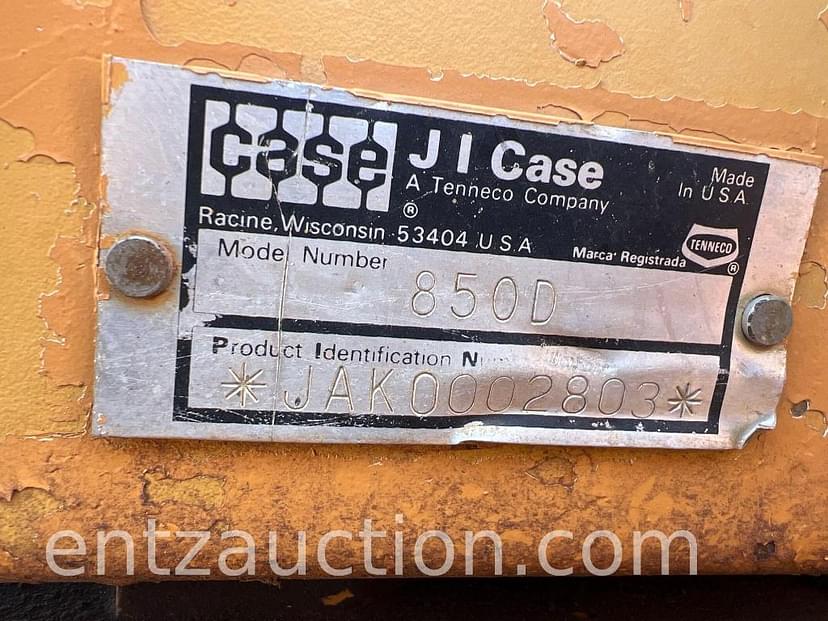 case
J I Case
A Tenneco Company
®
Racine, Wisconsin 53404 U.S.A
Made
In U.S.A.
Marca Registrada
TENNECO
®
Model Number
850D
Product Identification
*JAK0002803*
entzauction.com